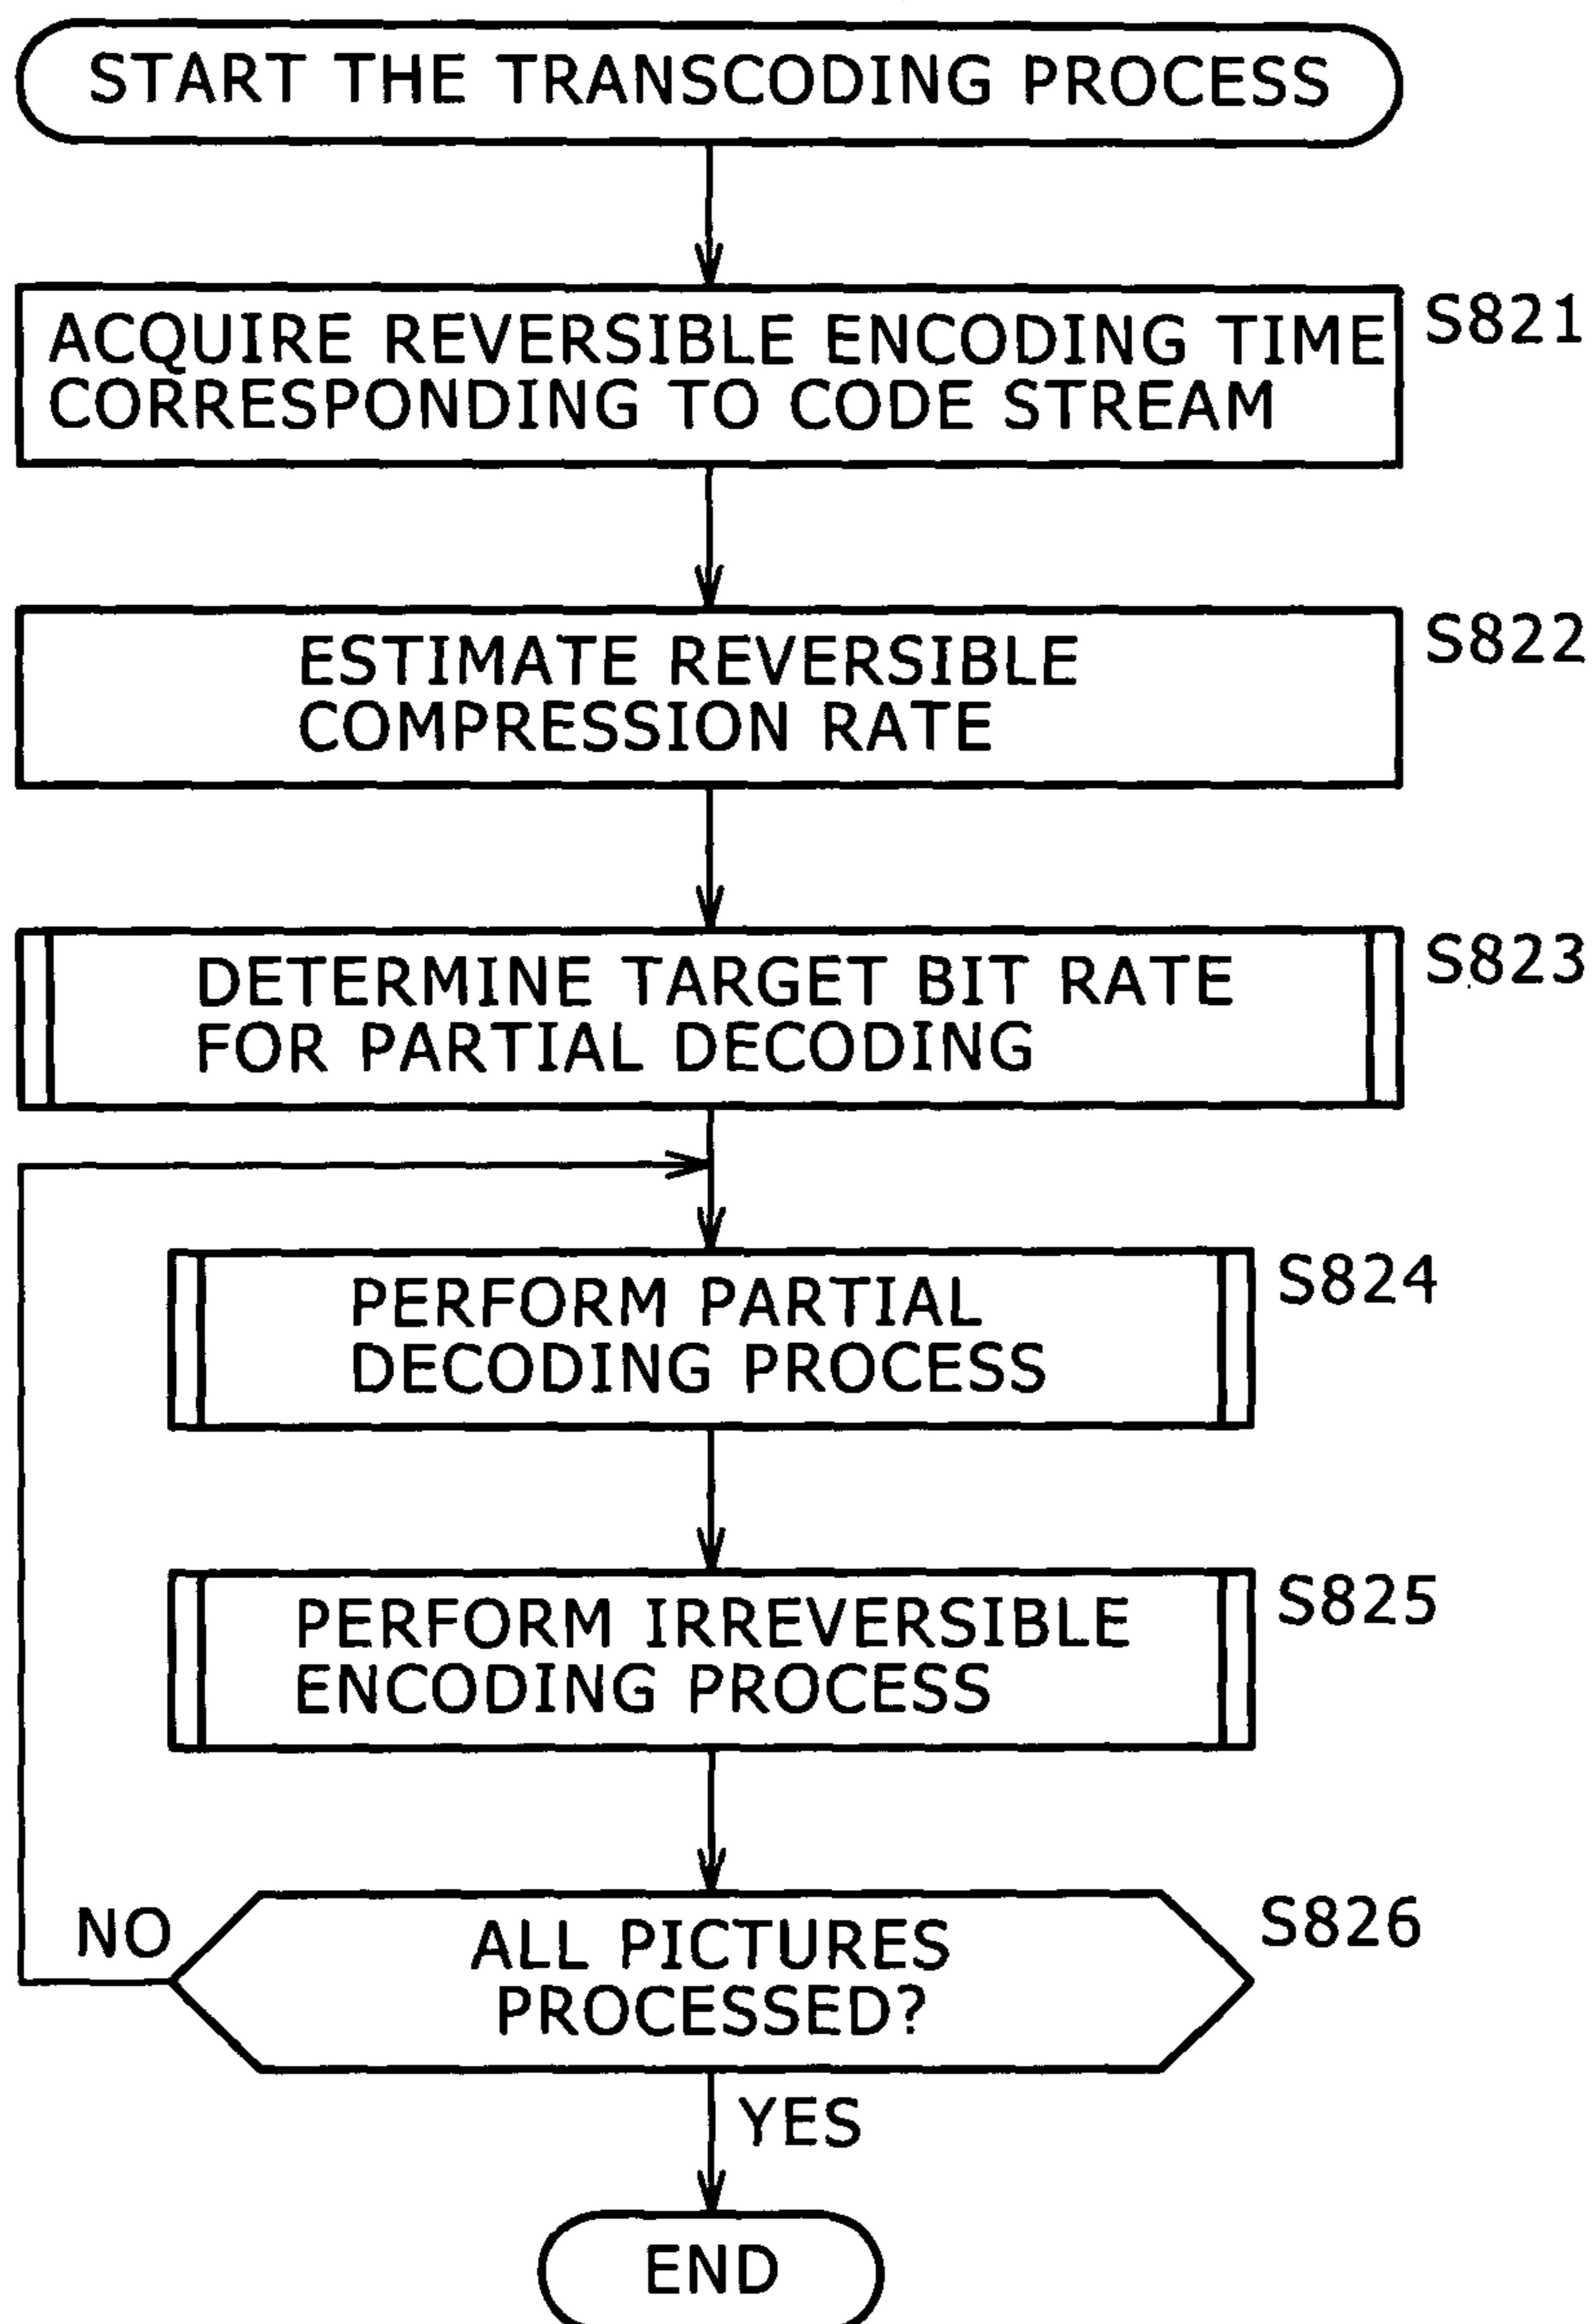 START THE TRANSCODING PROCESS
ACQUIRE REVERSIBLE ENCODING TIME
CORRESPONDING TO CODE STREAM
S821
ESTIMATE REVERSIBLE
COMPRESSION RATE
S822
DETERMINE TARGET BIT RATE
FOR PARTIAL DECODING
S823
PERFORM PARTIAL
DECODING PROCESS
S824
PERFORM IRREVERSIBLE
ENCODING PROCESS
S825
NO
ALL PICTURES
PROCESSED?
S826
YES
END